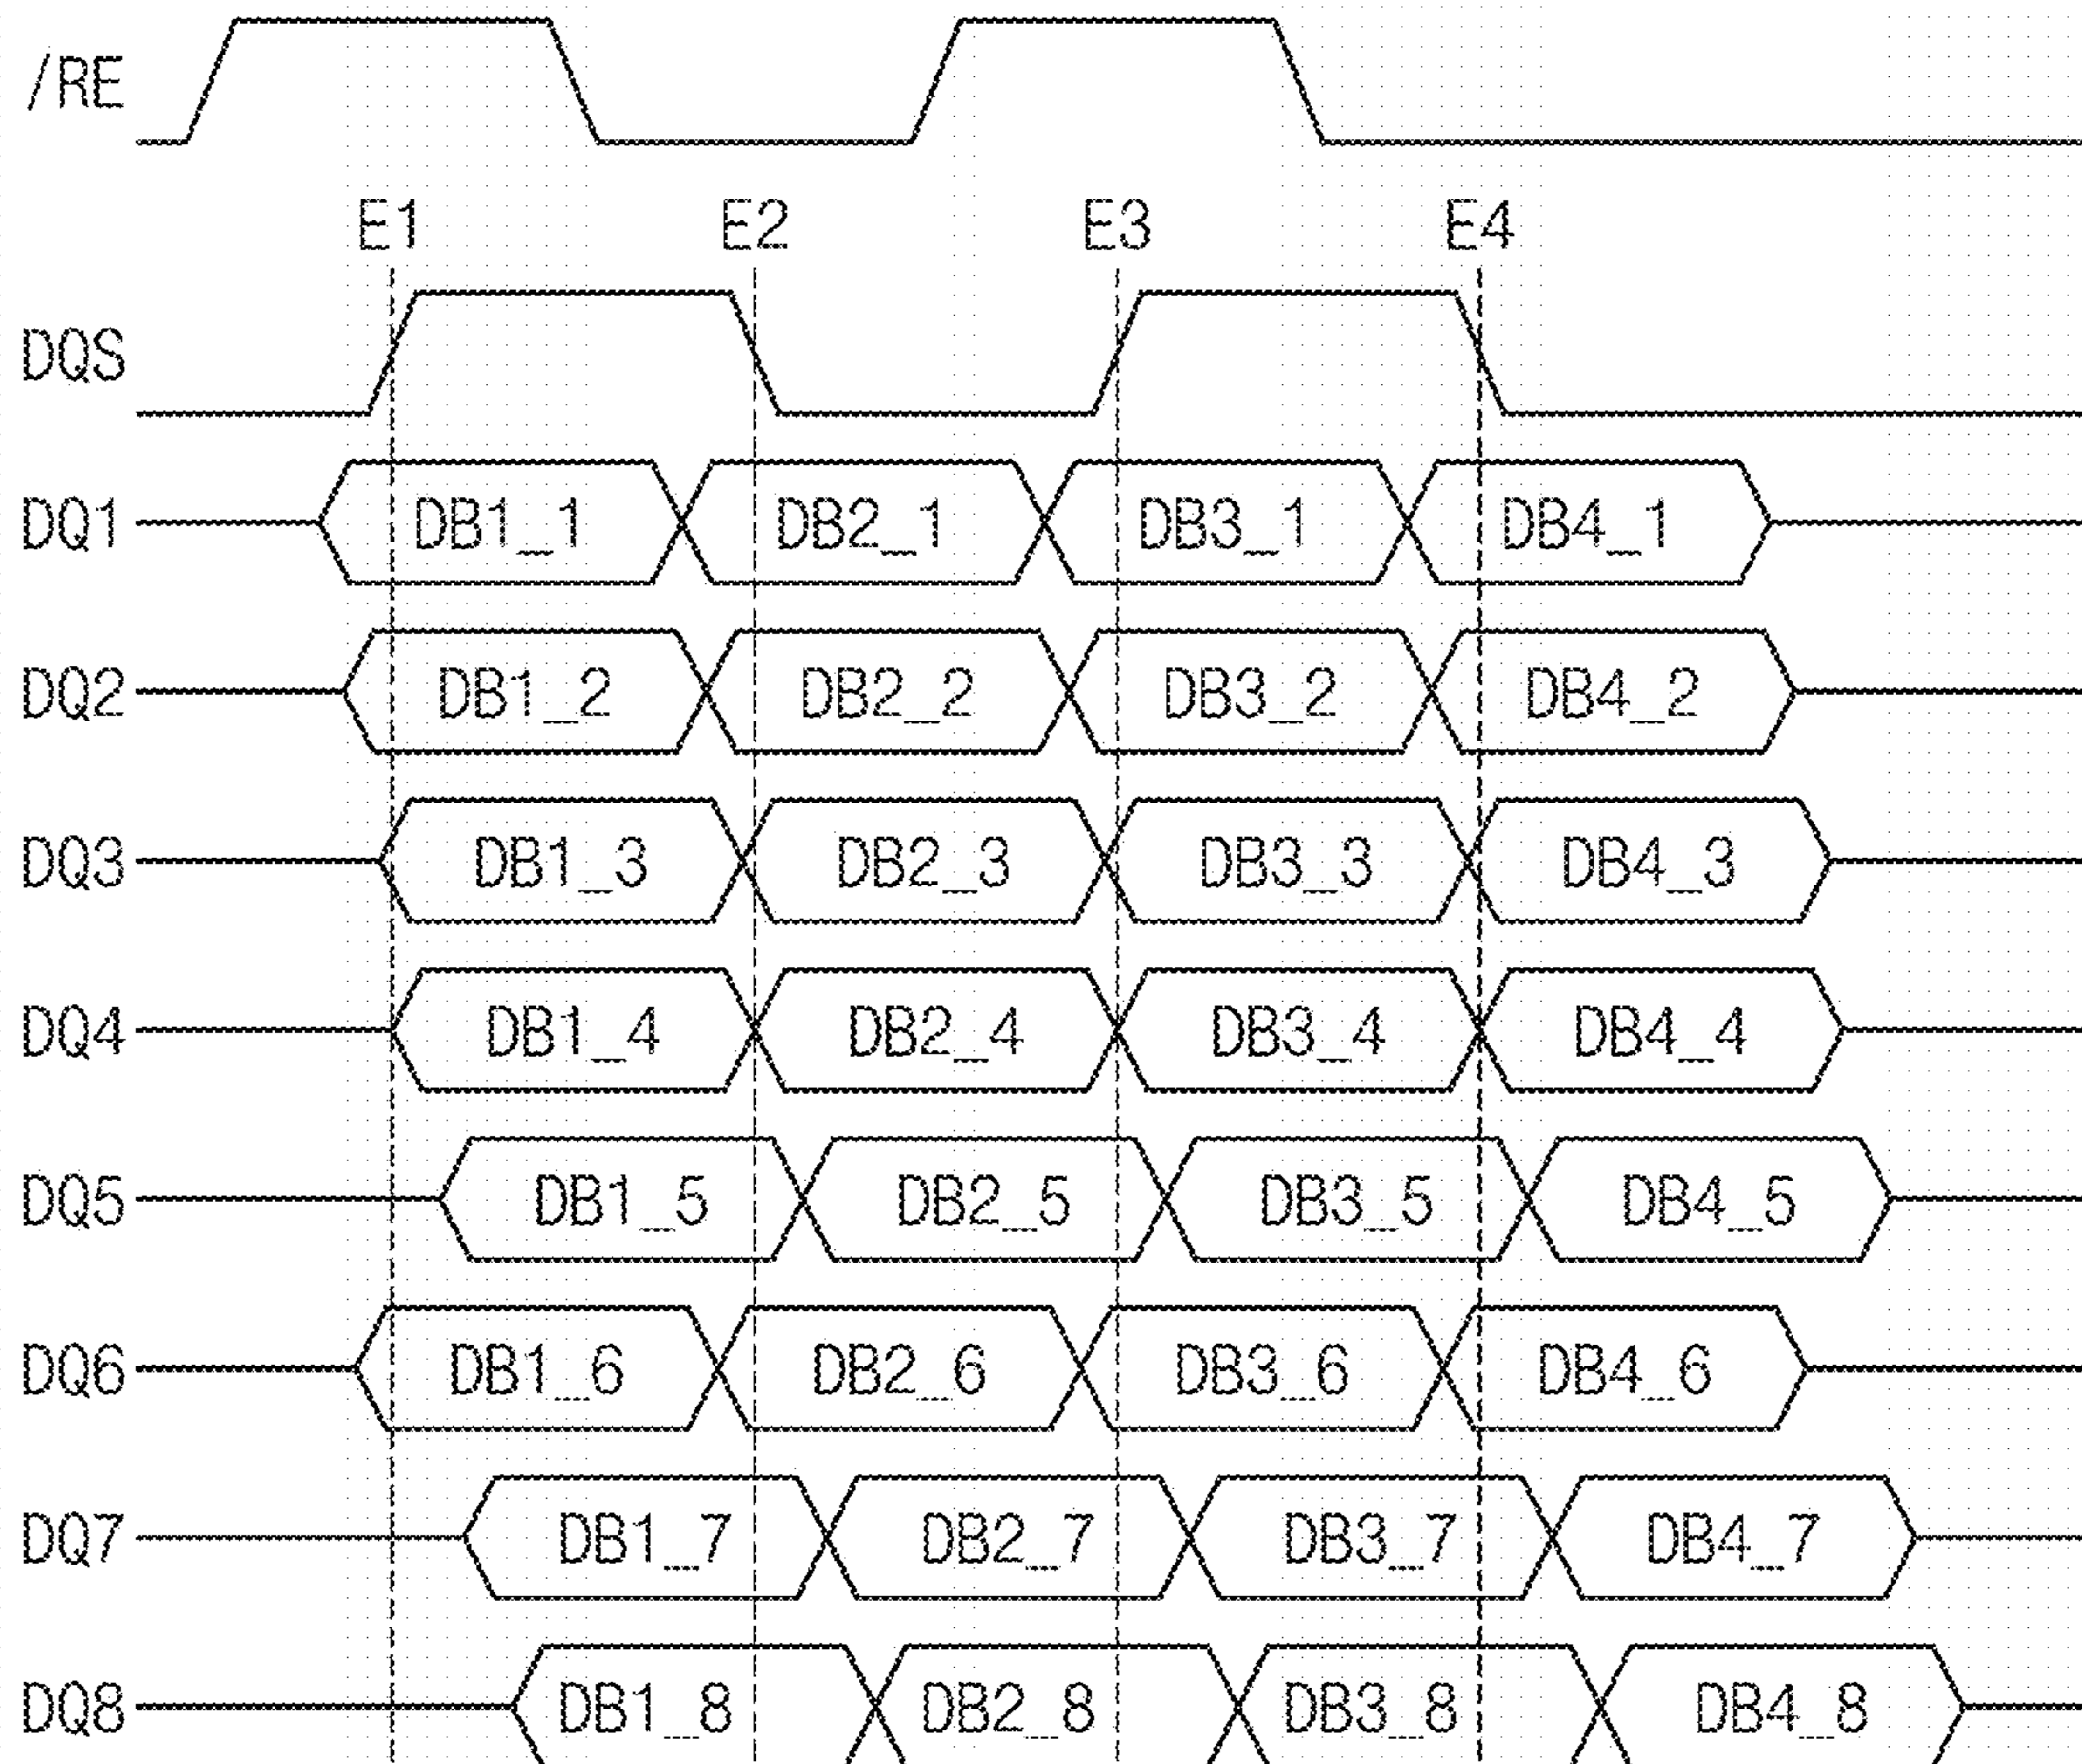 /RE
E1 E2 E3 E4
DQS
DQ1 DB1_1 DB2_1 DB3_1 DB4_1
DQ2 DB1_2 DB2_2 DB3_2 DB4_2
DQ3 DB1_3 DB2_3 DB3_3 DB4_3
DQ4 DB1_4 DB2_4 DB3_4 DB4_4
DQ5 DB1_5 DB2_5 DB3_5 DB4_5
DQ6 DB1_6 DB2_6 DB3_6 DB4_6
DQ7 DB1_7 DB2_7 DB3_7 DB4_7
DQ8 DB1_8 DB2_8 DB3_8 DB4_8